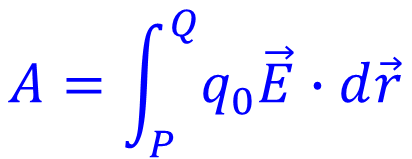 A = ∫_P^Q q₀E⃗ · dr⃗